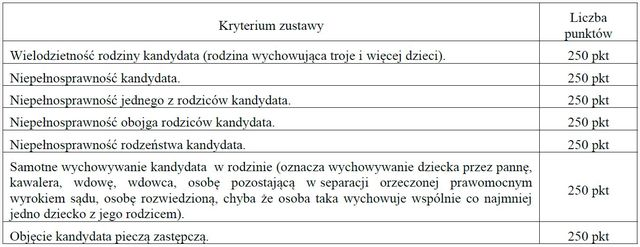 Kryterium zustawy
Liczba
punktów
Wielodzietność rodziny kandydata (rodzina wychowująca troje i więcej dzieci).
250 pkt
Niepełnosprawność kandydata.
250 pkt
Niepełnosprawność jednego z rodziców kandydata.
250 pkt
Niepełnosprawność obojga rodziców kandydata.
250 pkt
Niepełnosprawność rodzeństwa kandydata.
250 pkt
Samotne wychowywanie kandydata w rodzinie (oznacza wychowywanie dziecka przez pannę,
kawalera, wdowę, wdowca, osobę pozostającą w separacji orzeczonej prawomocnym
wyrokiem sądu, osobę rozwiedzioną, chyba że osoba taka wychowuje wspólnie co najmniej
jedno dziecko z jego rodzicem).
250 pkt
Objęcie kandydata pieczą zastępczą.
250 pkt